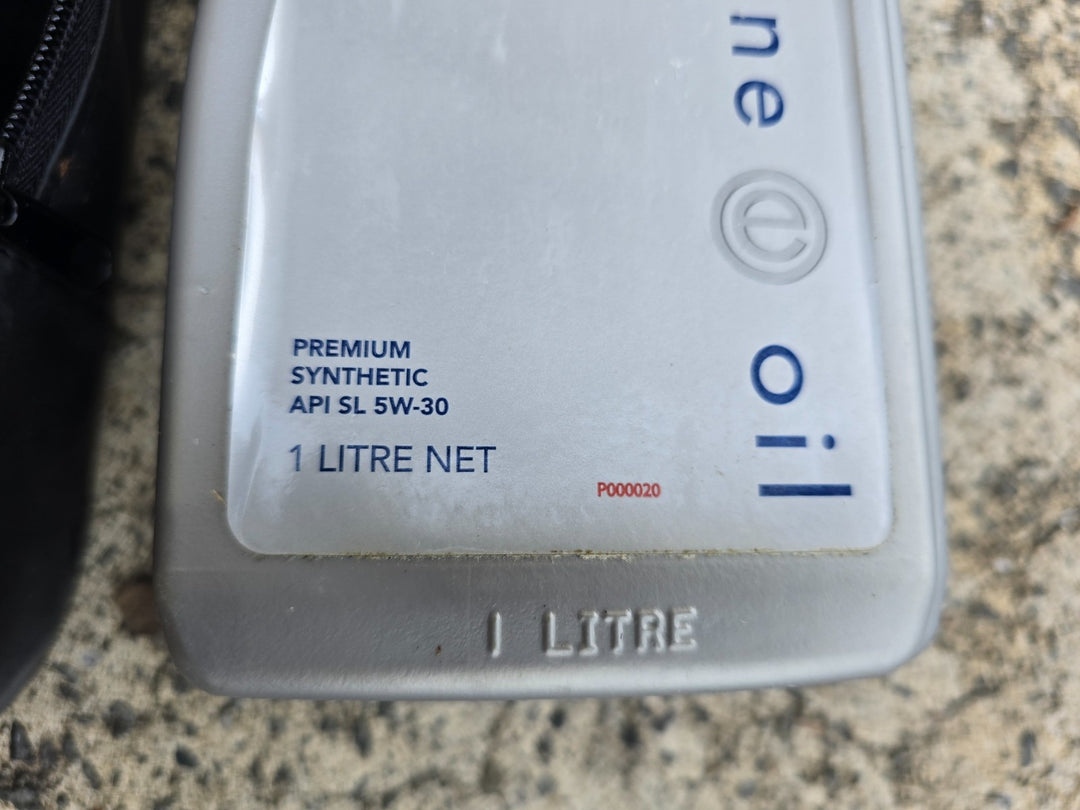 ne e oil
PREMIUM
SYNTHETIC
API SL 5W-30
1 LITRE NET
P000020
1 LITRE